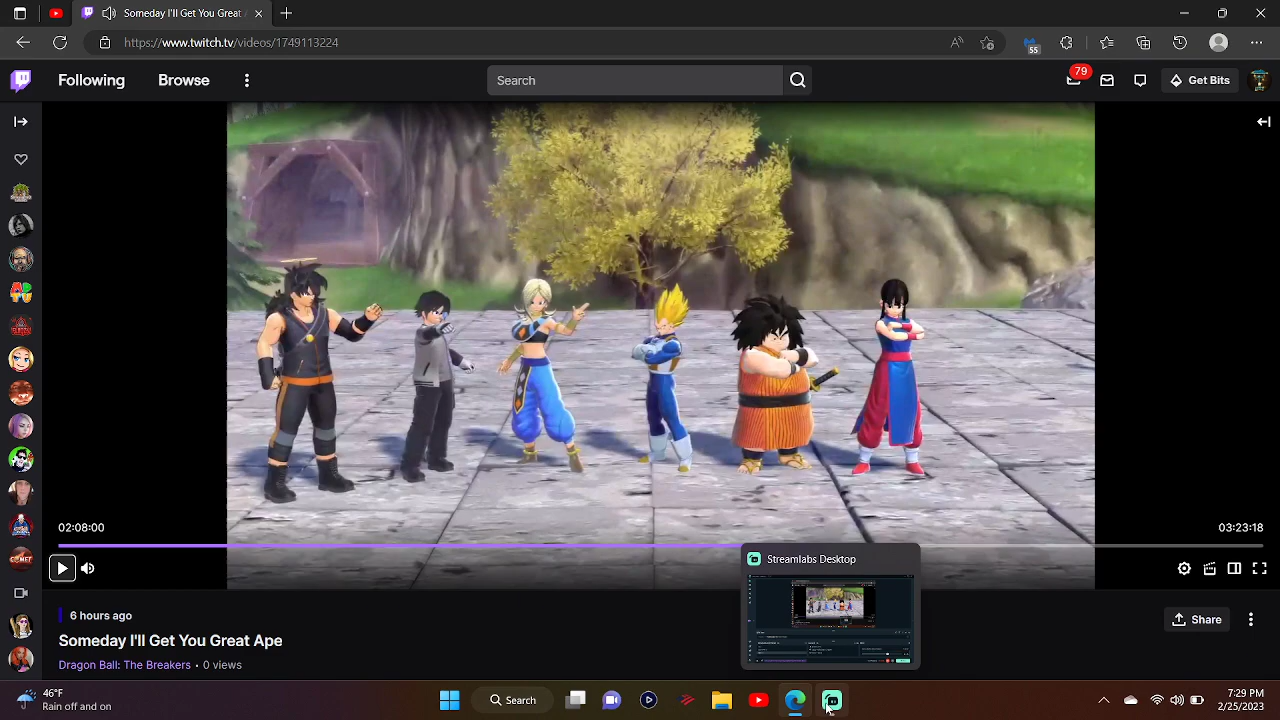 Someday I'll Get You Great A
https://www.twitch.tv/videos/1749113224
55
Following
Browse
Search
79
Get Bits
02:08:00
03:23:18
Streamlabs Desktop
6 hours ago
Share
Someday I'll Get You Great Ape
Dragon Ball: The Breakers · 0 views
46°F
Rain off and on
Search
7:29 PM
2/25/2023